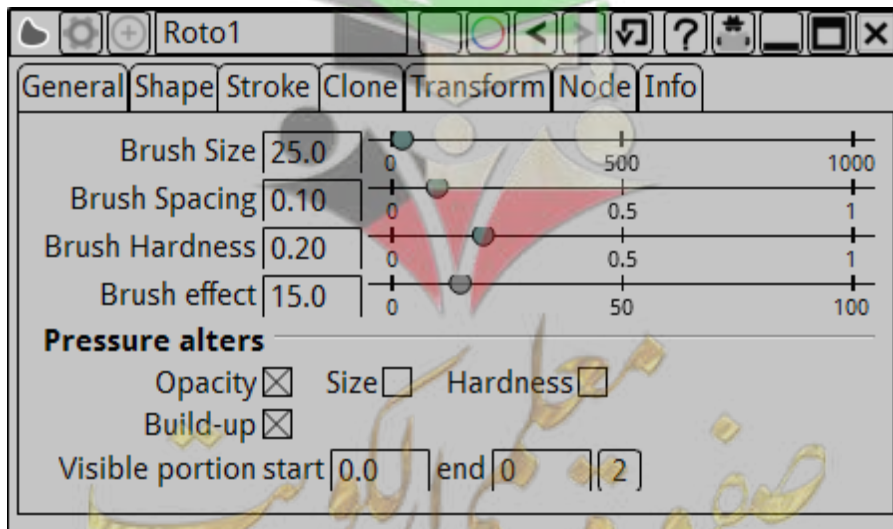 Roto1
General Shape Stroke Clone Transform Node Info
Brush Size 25.0 0 500 1000
Brush Spacing 0.10 0 0.5 1
Brush Hardness 0.20 0 0.5 1
Brush effect 15.0 0 50 100
Pressure alters
Opacity Size Hardness
Build-up
Visible portion start 0.0 end 0 2